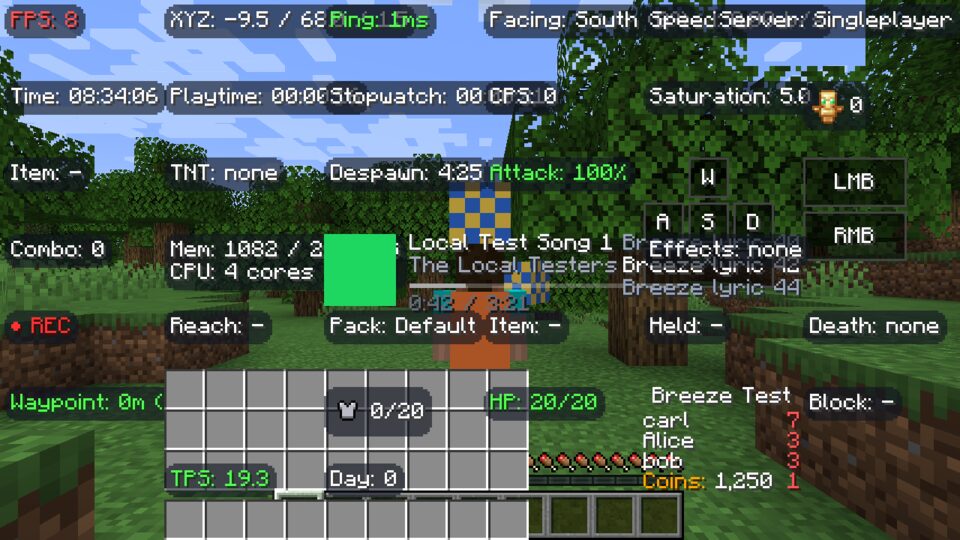 FPS: 8
XYZ: -9.5 / 68
Ping: 1ms
Facing: South
Speed
Server: Singleplayer
Time: 08:34:06
Playtime: 00:00
Stopwatch: 00
CPS:
0
Saturation: 5.0
0
Item: -
TNT: none
Despawn: 4:25
Attack: 100%
W
LMB
A S D
RMB
Combo: 0
Mem: 1082 / 2
CPU: 4 cores
Local Test Song 1
The Local Testers
0:42 / 3:21
Effects: none
Breeze lyric 42
Breeze lyric 44
• REC
Reach: -
Pack: Default
Item: -
Held: -
Death: none
Waypoint: 0m (
0/20
HP: 20/20
Breeze Test
carl 7
Alice 3
bob 3
Coins: 1,250 1
Block: -
TPS: 19.3
Day: 0